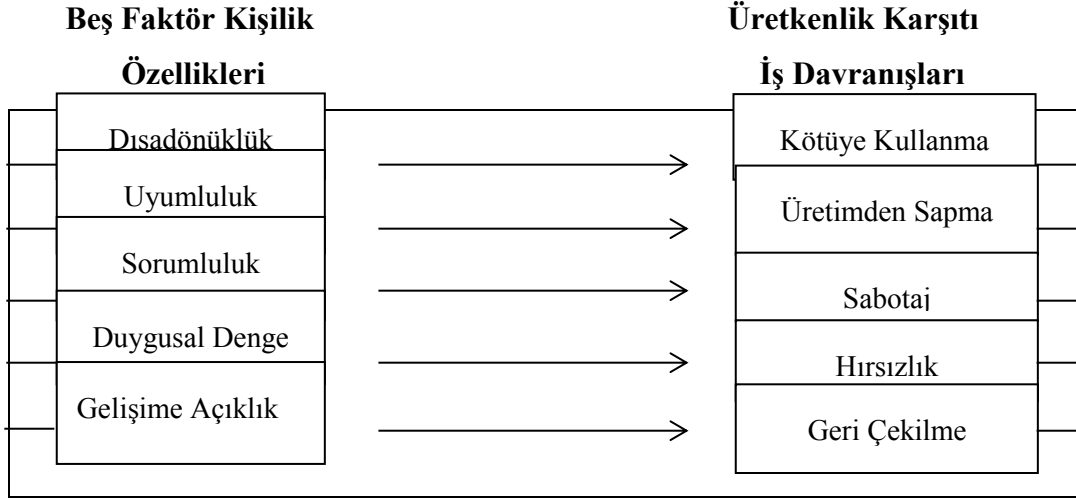 Beş Faktör Kişilik
Özellikleri
Dışadönüklük
Uyumluluk
Sorumluluk
Duygusal Denge
Gelişime Açıklık
Üretkenlik Karşıtı
İş Davranışları
Kötüye Kullanma
Üretimden Sapma
Sabotaj
Hırsızlık
Geri Çekilme